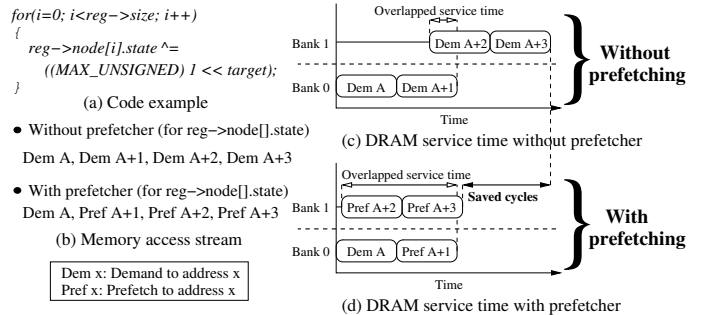 for(i=0; i<reg->size; i++)
{
reg->node[i].state ^=
((MAX_UNSIGNED) 1 << target);
}
(a) Code example
● Without prefetcher (for reg->node[].state)
Dem A, Dem A+1, Dem A+2, Dem A+3
● With prefetcher (for reg->node[].state)
Dem A, Pref A+1, Pref A+2, Pref A+3
(b) Memory access stream
Dem x: Demand to address x
Pref x: Prefetch to address x
Overlapped service time
Bank 1
Dem A+2
Dem A+3
Bank 0
Dem A
Dem A+1
Time
Without
prefetching
(c) DRAM service time without prefetcher
Overlapped service time
Saved cycles
Bank 1
Pref A+2
Pref A+3
Bank 0
Dem A
Pref A+1
Time
With
prefetching
(d) DRAM service time with prefetcher